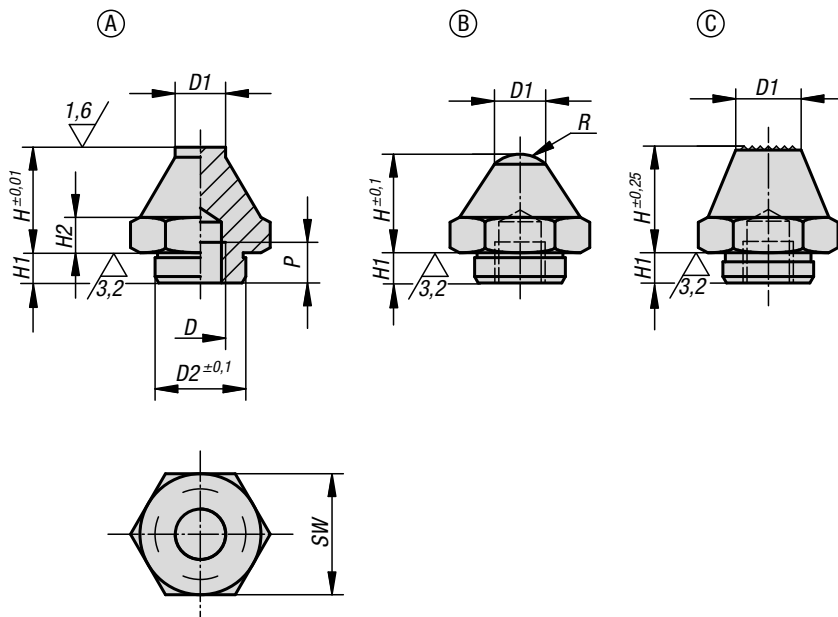 A
B
C
D1
D1
D1
1,6
R
H±0,01
H±0,1
H±0,25
H2
H1
P
H1
H1
3,2
3,2
3,2
D
D2±0,1
SW